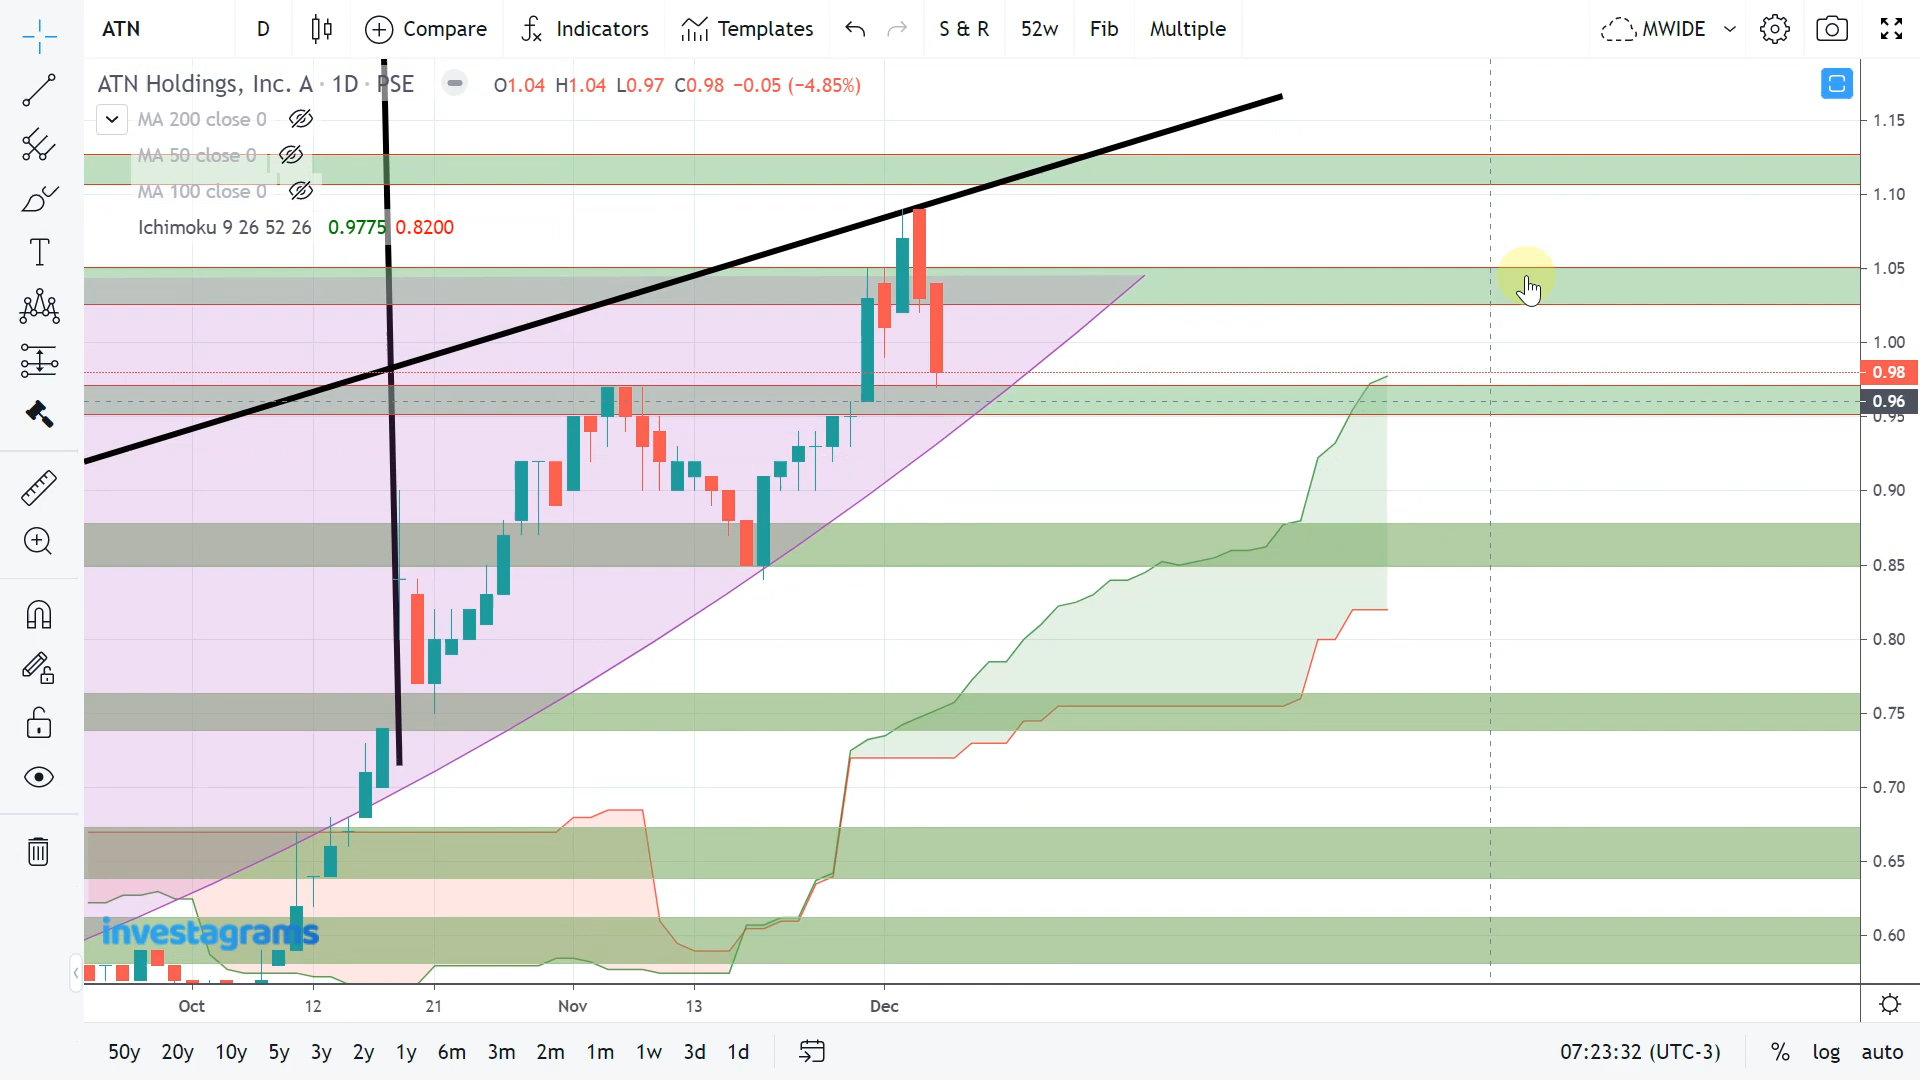 ATN D Compare Indicators Templates S & R 52w Fib Multiple MWIDE
ATN Holdings, Inc. A · 1D · PSE O1.04 H1.04 L0.97 C0.98 −0.05 (−4.85%)
MA 200 close 0
MA 50 close 0
MA 100 close 0
Ichimoku 9 26 52 26 0.9775 0.8200
1.15
1.10
1.05
1.00
0.98
0.96
0.95
0.90
0.85
0.80
0.75
0.70
0.65
0.60
investagrams
Oct 12 21 Nov 13 Dec
50y 20y 10y 5y 3y 2y 1y 6m 3m 2m 1m 1w 3d 1d 07:23:32 (UTC-3) % log auto